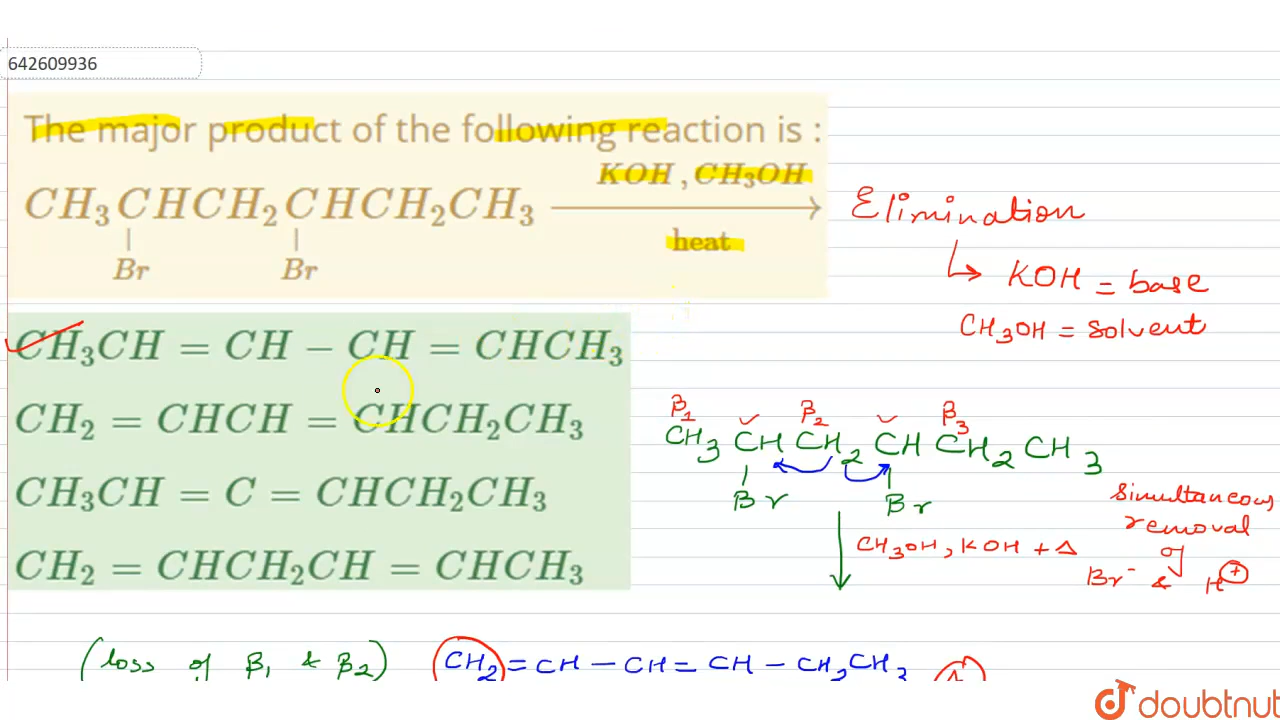 642609936
The major product of the following reaction is :
CH₃CHCH₂CHCH₂CH₃
KOH , CH₃OH
heat
| |
Br Br
CH₃CH = CH − CH = CHCH₃
CH₂ = CHCH = CHCH₂CH₃
CH₃CH = C = CHCH₂CH₃
CH₂ = CHCH₂CH = CHCH₃
Elimination
KOH = base
CH₃OH = solvent
β₁ β₂ β₃
CH₃ CH CH₂ CH CH₂ CH₃
Br Br
simultaneous
removal
of
Br⁻ & H⊕
CH₃OH, KOH + Δ
(loss of β₁ & β₂)
CH₂ = CH − CH = CH − CH₂CH₃
doubtnut